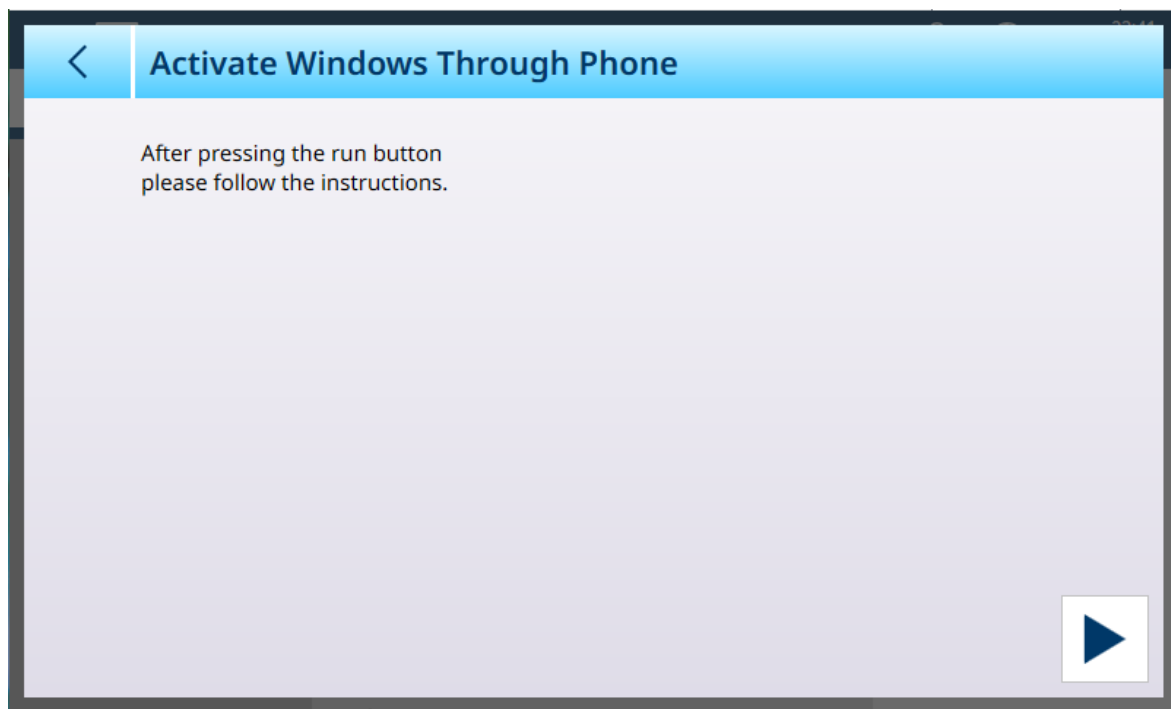 Activate Windows Through Phone
After pressing the run button
please follow the instructions.